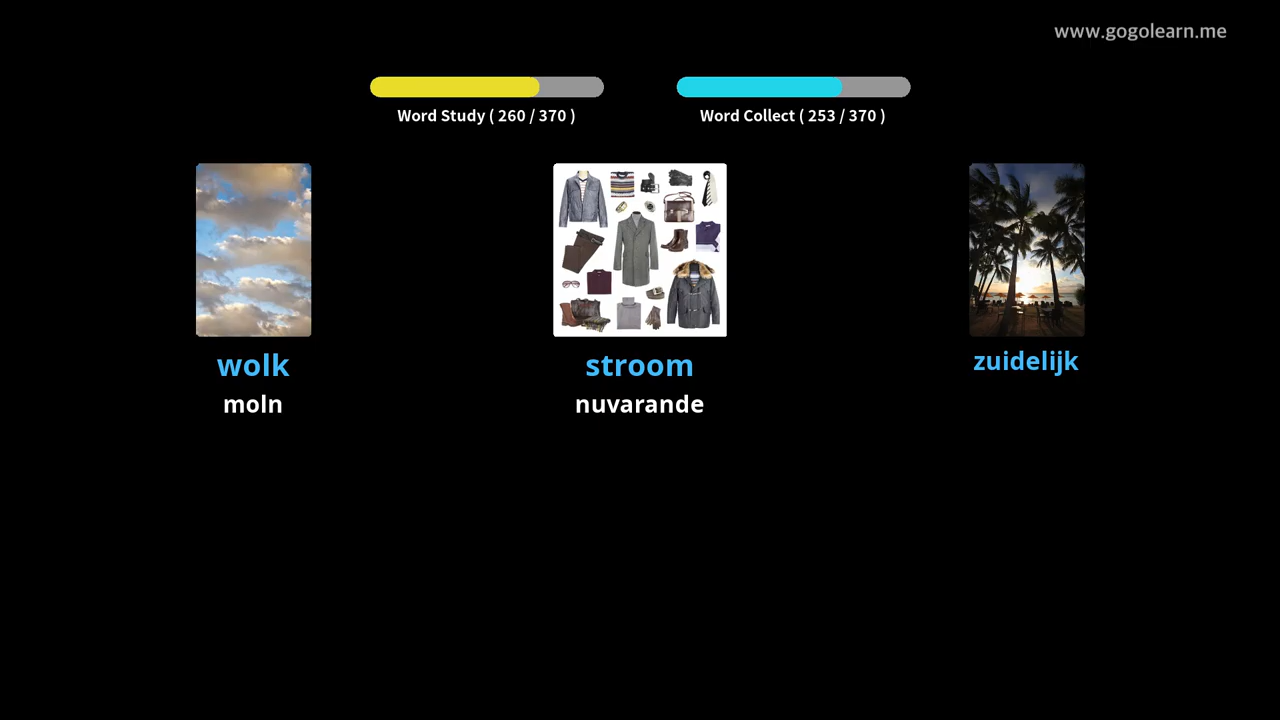 www.gogolearn.me
Word Study ( 260 / 370 )
Word Collect ( 253 / 370 )
wolk
moln
stroom
nuvarande
zuidelijk